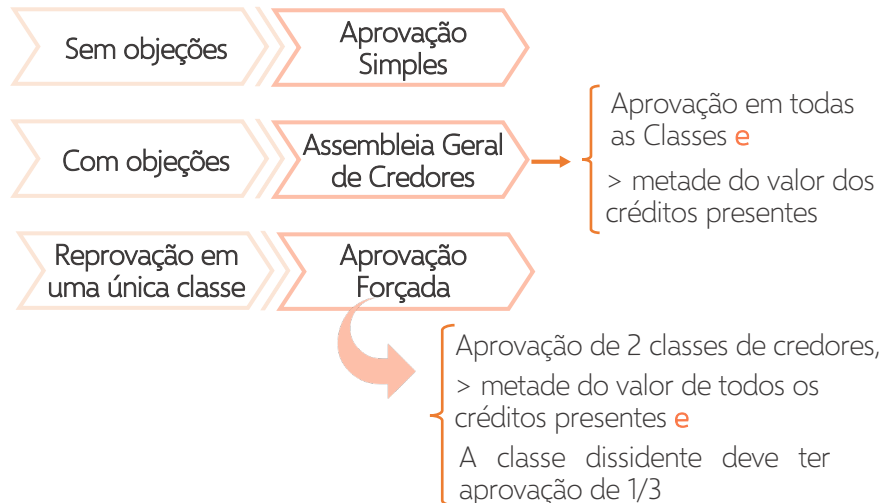 Sem objeções
Aprovação
Simples
Com objeções
Assembleia Geral
de Credores
Aprovação em todas
as Classes e
> metade do valor dos
créditos presentes
Reprovação em
uma única classe
Aprovação
Forçada
Aprovação de 2 classes de credores,
> metade do valor de todos os
créditos presentes e
A classe dissidente deve ter
aprovação de 1/3